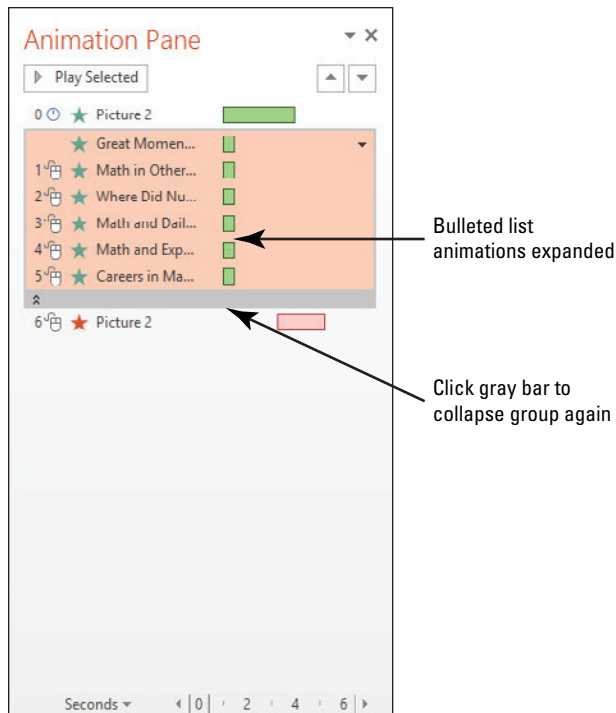 Animation Pane
Play Selected
0 Picture 2
Great Momen...
1 Math in Other...
2 Where Did Nu...
3 Math and Dail...
4 Math and Exp...
5 Careers in Ma...
6 Picture 2
Bulleted list
animations expanded
Click gray bar to
collapse group again
Seconds 0 2 4 6